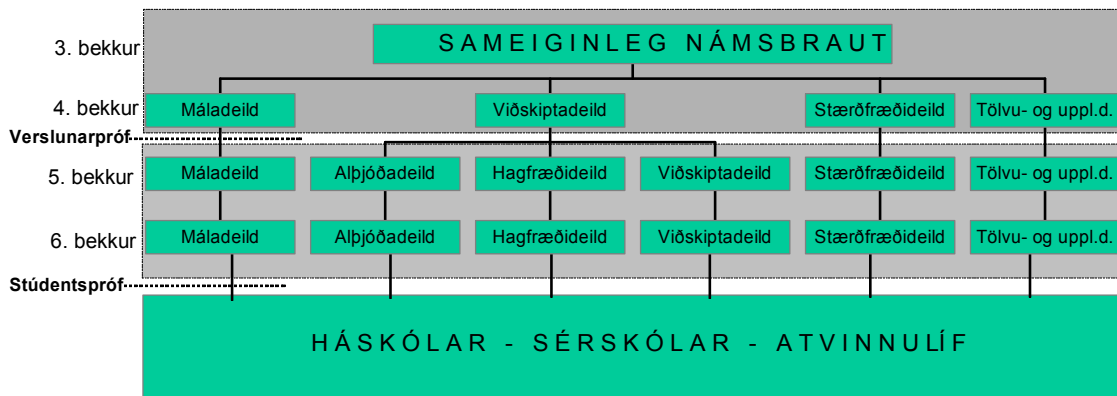 3. bekkur
SAMEIGINLEG NÁMSBRAUT
4. bekkur
Máladeild
Viðskiptadeild
Stærðfræðideild
Tölvu- og uppl.d.
Verslunarpróf
5. bekkur
Máladeild
Alþjóðadeild
Hagfræðideild
Viðskiptadeild
Stærðfræðideild
Tölvu- og uppl.d.
6. bekkur
Máladeild
Alþjóðadeild
Hagfræðideild
Viðskiptadeild
Stærðfræðideild
Tölvu- og uppl.d.
Stúdentspróf
HÁSKÓLAR - SÉRSKÓLAR - ATVINNULÍF